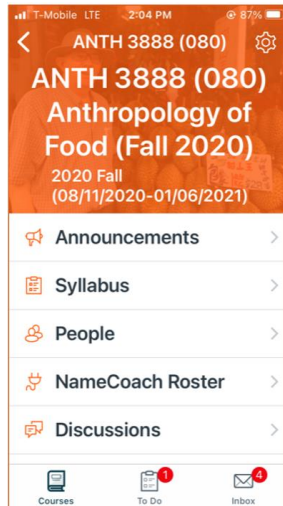 T-Mobile LTE 2:04 PM 87%
ANTH 3888 (080)
ANTH 3888 (080)
Anthropology of
Food (Fall 2020)
2020 Fall
(08/11/2020-01/06/2021)
Announcements
Syllabus
People
NameCoach Roster
Discussions
1 4
Courses To Do Inbox